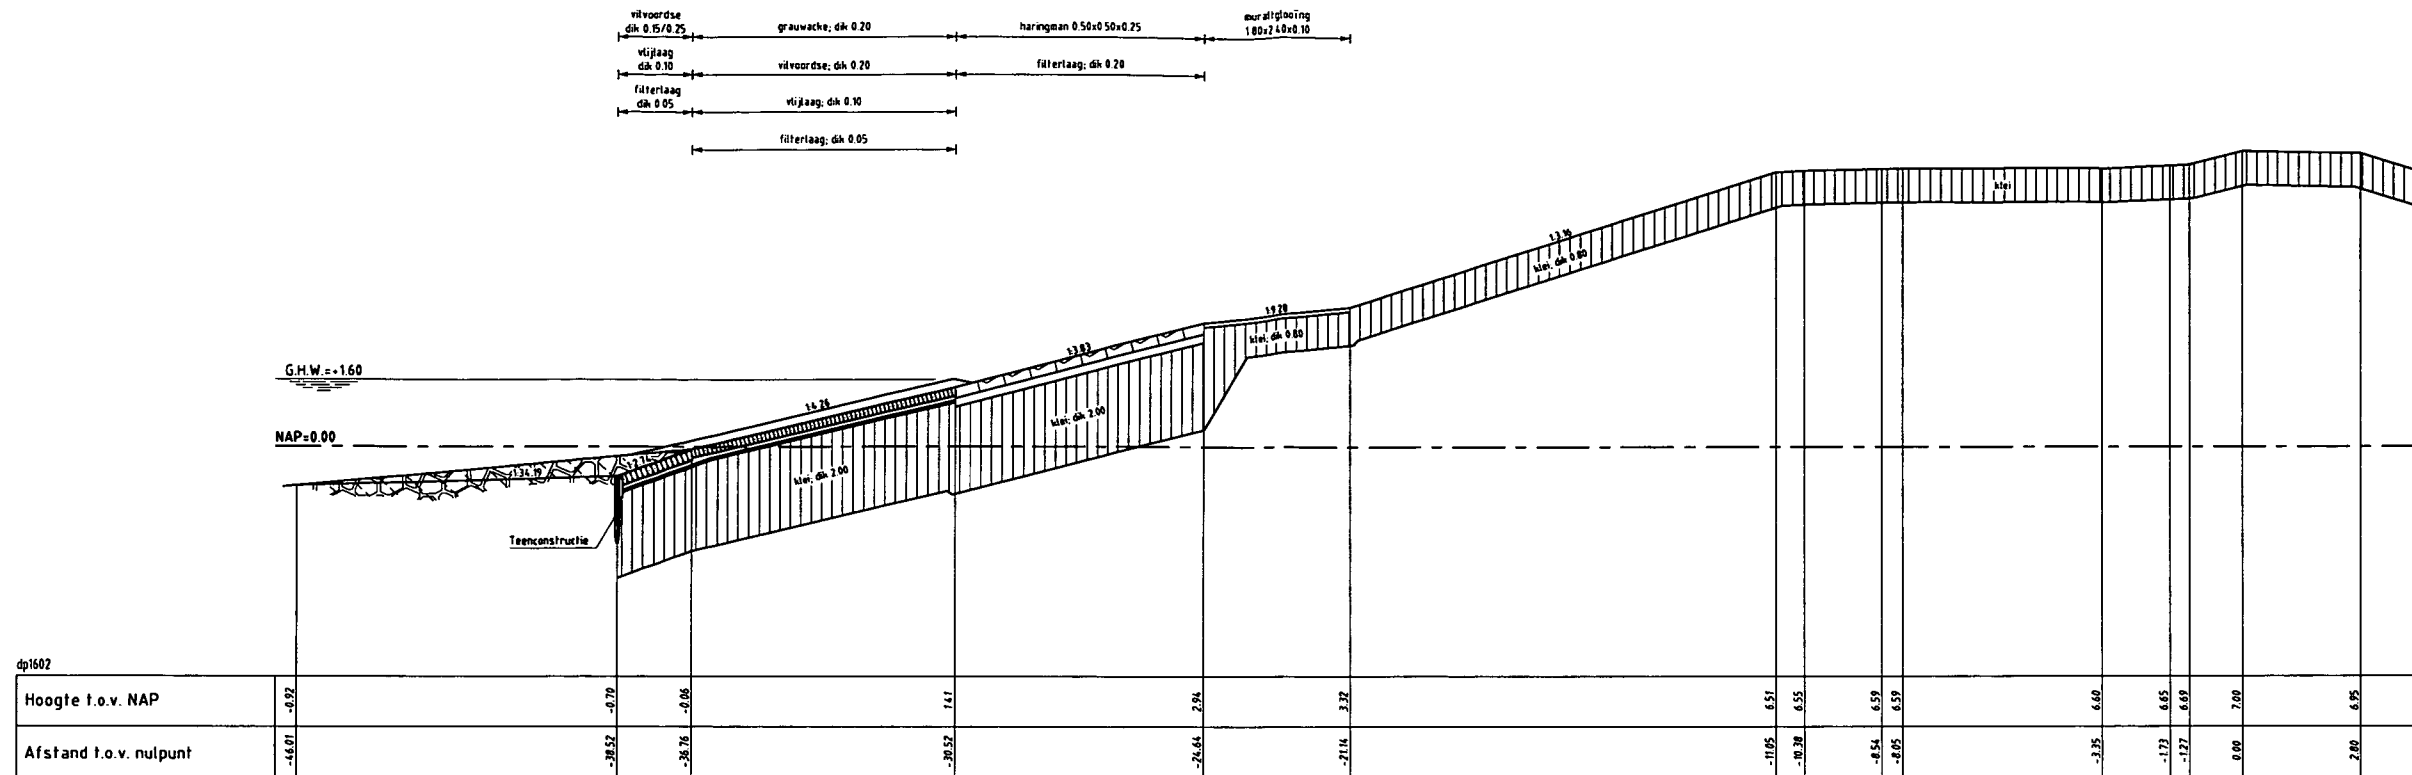 vilvoordse
dik 0.15/0.25
grauwacke; dik 0.20
haringman 0.50x0.50x0.25
muraltglooïng
1.80x2.40x0.10
vlijlaag
dik 0.10
vilvoordse; dik 0.20
filterlaag; dik 0.20
filterlaag
dik 0.05
vlijlaag; dik 0.10
filterlaag; dik 0.05
klei
1:3.16
klei; dik 0.80
1:9.28
klei; dik 0.80
1:3.83
G.H.W.=+1.60
1:4.26
klei; dik 2.00
NAP=0.00
1:2.74
1:34.19
klei; dik 2.00
Teenconstructie
dp1602
Hoogte t.o.v. NAP -0.92 -0.70 -0.06 1.41 2.94 3.32 6.51 6.55 6.59 6.59 6.60 6.65 6.69 7.00 6.95
Afstand t.o.v. nulpunt -46.01 -38.52 -36.76 -30.52 -24.64 -21.14 -11.05 -10.38 -8.54 -8.05 -3.35 -1.73 -1.27 0.00 2.80